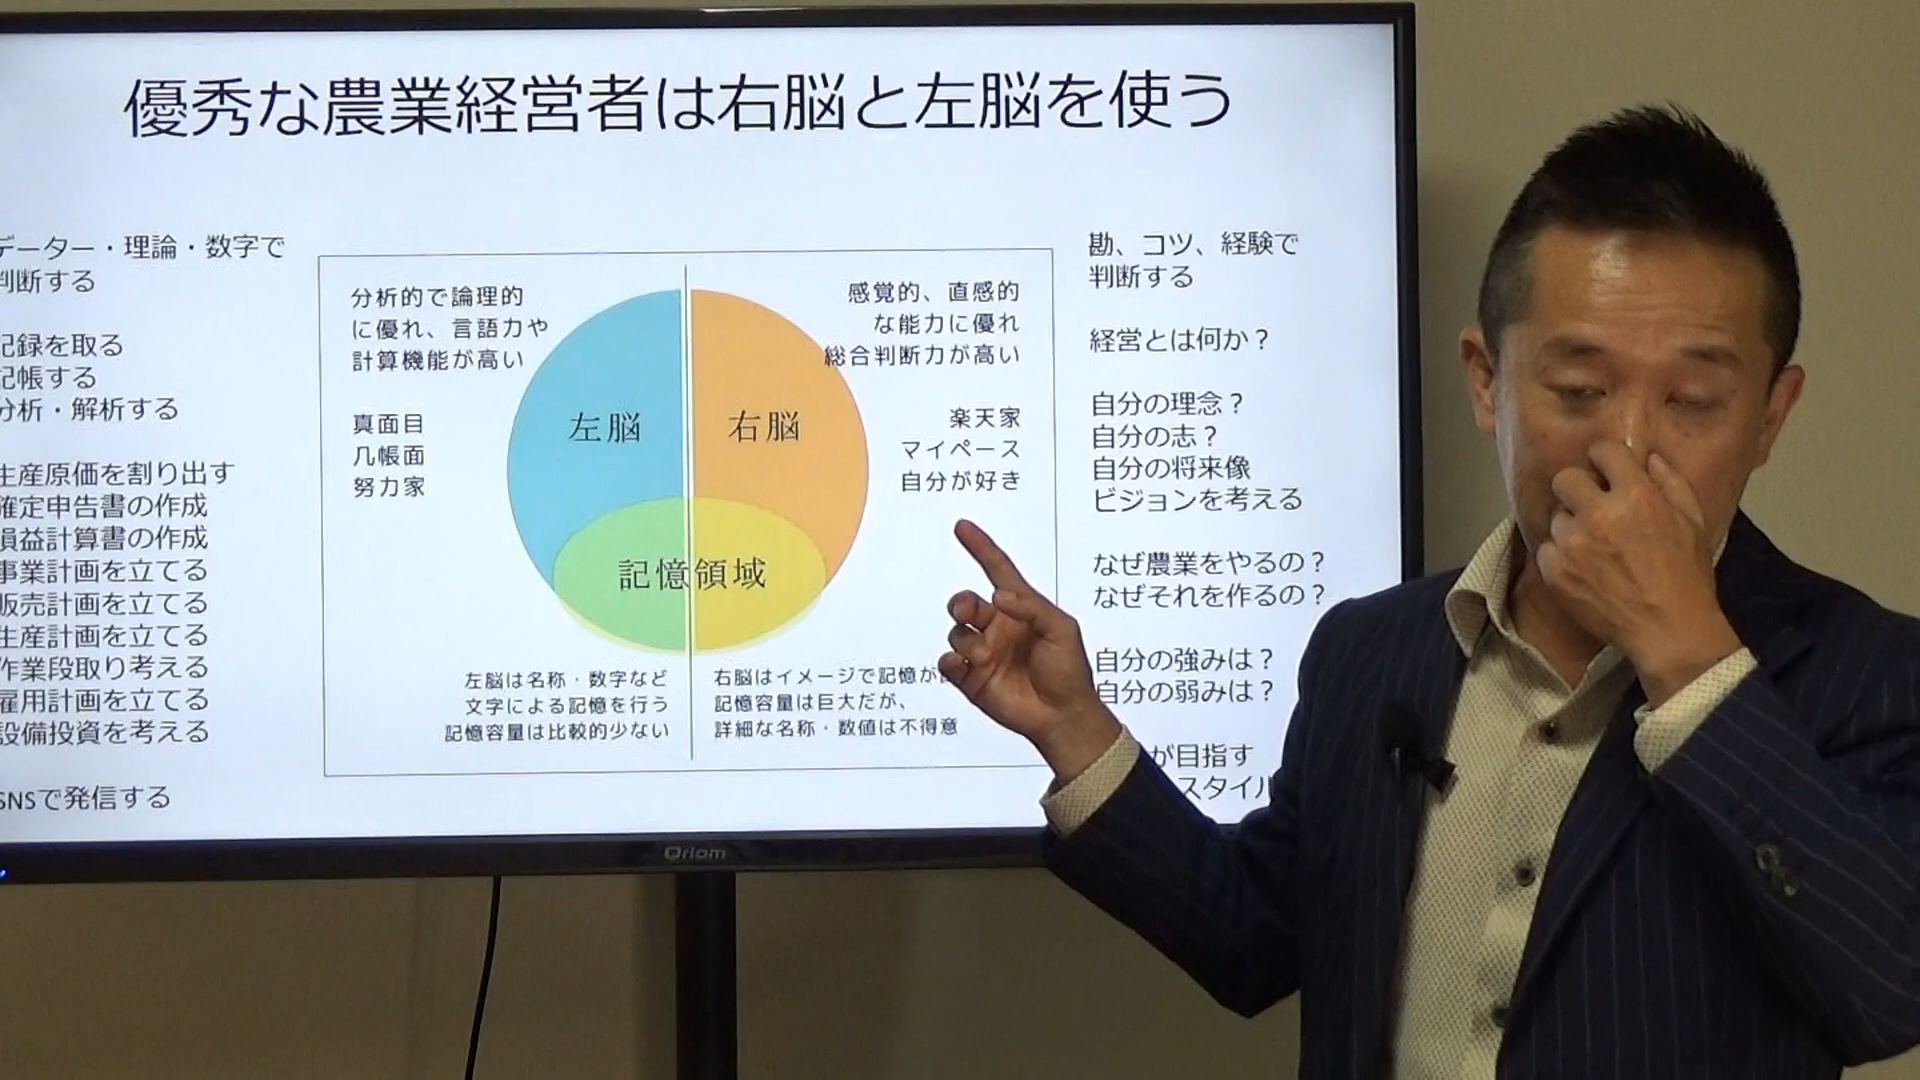 優秀な農業経営者は右脳と左脳を使う
データー・理論・数字で
判断する
記録を取る
記帳する
分析・解析する
生産原価を割り出す
確定申告書の作成
損益計算書の作成
事業計画を立てる
販売計画を立てる
生産計画を立てる
作業段取り考える
雇用計画を立てる
設備投資を考える
SNSで発信する
分析的で論理的
に優れ、言語力や
計算機能が高い
真面目
几帳面
努力家
左脳
右脳
記憶領域
感覚的、直感的
な能力に優れ
総合判断力が高い
楽天家
マイペース
自分が好き
左脳は名称・数字など
文字による記憶を行う
記憶容量は比較的少ない
右脳はイメージで記憶が
記憶容量は巨大だが、
詳細な名称・数値は不得意
勘、コツ、経験で
判断する
経営とは何か？
自分の理念？
自分の志？
自分の将来像
ビジョンを考える
なぜ農業をやるの？
なぜそれを作るの？
自分の強みは？
自分の弱みは？
が目指す
スタイル
Qriom